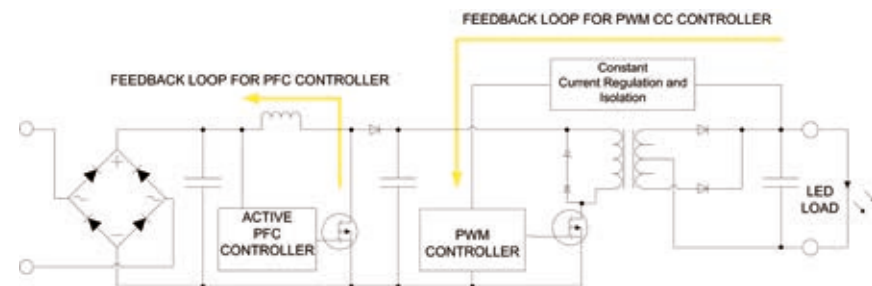 FEEDBACK LOOP FOR PWM CC CONTROLLER
FEEDBACK LOOP FOR PFC CONTROLLER
Constant
Current Regulation and
Isolation
ACTIVE
PFC
CONTROLLER
PWM
CONTROLLER
LED
LOAD